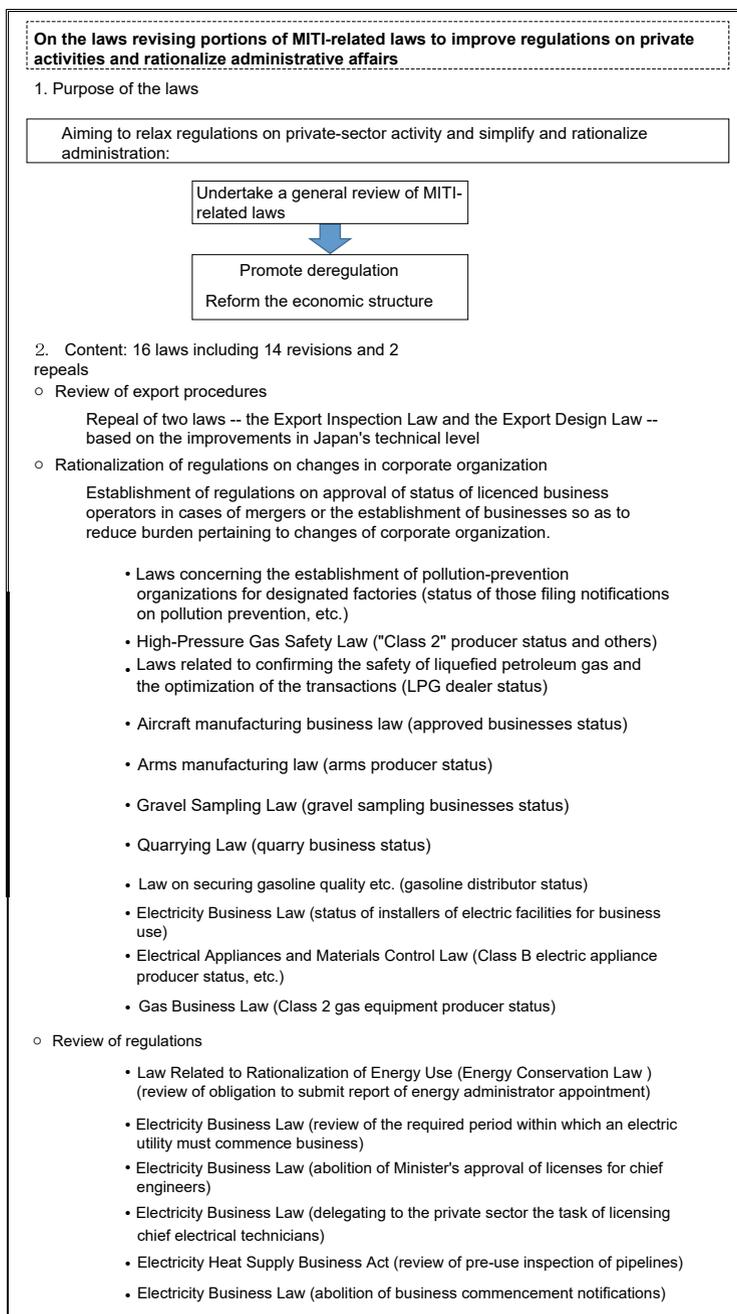 On the laws revising portions of MITI-related laws to improve regulations on private
activities and rationalize administrative affairs
1. Purpose of the laws
Aiming to relax regulations on private-sector activity and simplify and rationalize
administration:
Undertake a general review of MITI-
related laws
Promote deregulation
Reform the economic structure
2. Content: 16 laws including 14 revisions and 2
repeals
○ Review of export procedures
Repeal of two laws -- the Export Inspection Law and the Export Design Law --
based on the improvements in Japan's technical level
○ Rationalization of regulations on changes in corporate organization
Establishment of regulations on approval of status of licenced business
operators in cases of mergers or the establishment of businesses so as to
reduce burden pertaining to changes of corporate organization.
• Laws concerning the establishment of pollution-prevention
organizations for designated factories (status of those filing notifications
on pollution prevention, etc.)
• High-Pressure Gas Safety Law ("Class 2" producer status and others)
• Laws related to confirming the safety of liquefied petroleum gas and
the optimization of the transactions (LPG dealer status)
• Aircraft manufacturing business law (approved businesses status)
• Arms manufacturing law (arms producer status)
• Gravel Sampling Law (gravel sampling businesses status)
• Quarrying Law (quarry business status)
• Law on securing gasoline quality etc. (gasoline distributor status)
• Electricity Business Law (status of installers of electric facilities for business
use)
• Electrical Appliances and Materials Control Law (Class B electric appliance
producer status, etc.)
• Gas Business Law (Class 2 gas equipment producer status)
○ Review of regulations
• Law Related to Rationalization of Energy Use (Energy Conservation Law )
(review of obligation to submit report of energy administrator appointment)
• Electricity Business Law (review of the required period within which an electric
utility must commence business)
• Electricity Business Law (abolition of Minister's approval of licenses for chief
engineers)
• Electricity Business Law (delegating to the private sector the task of licensing
chief electrical technicians)
• Electricity Heat Supply Business Act (review of pre-use inspection of pipelines)
• Electricity Business Law (abolition of business commencement notifications)